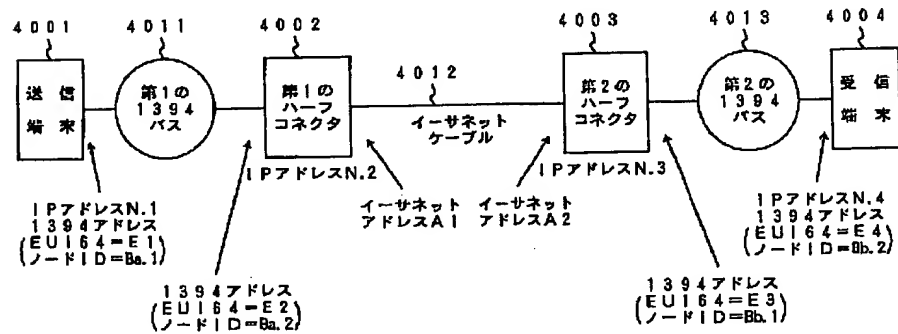 4001
4011
4002
4012
4003
4013
4004
送信
端末
第1の
1394
バス
第1の
ハーフ
コネクタ
イーサネット
ケーブル
第2の
ハーフ
コネクタ
第2の
1394
バス
受信
端末
IPアドレスN.2
IPアドレスN.3
IPアドレスN.1
1394アドレス
(EUI64=E1)
(ノードID=Ba.1)
イーサネット
アドレスA1
イーサネット
アドレスA2
IPアドレスN.4
1394アドレス
(EUI64=E4)
(ノードID=Bb.2)
1394アドレス
(EUI64=E2)
(ノードID=Ba.2)
1394アドレス
(EUI64=E3)
(ノードID=Bb.1)